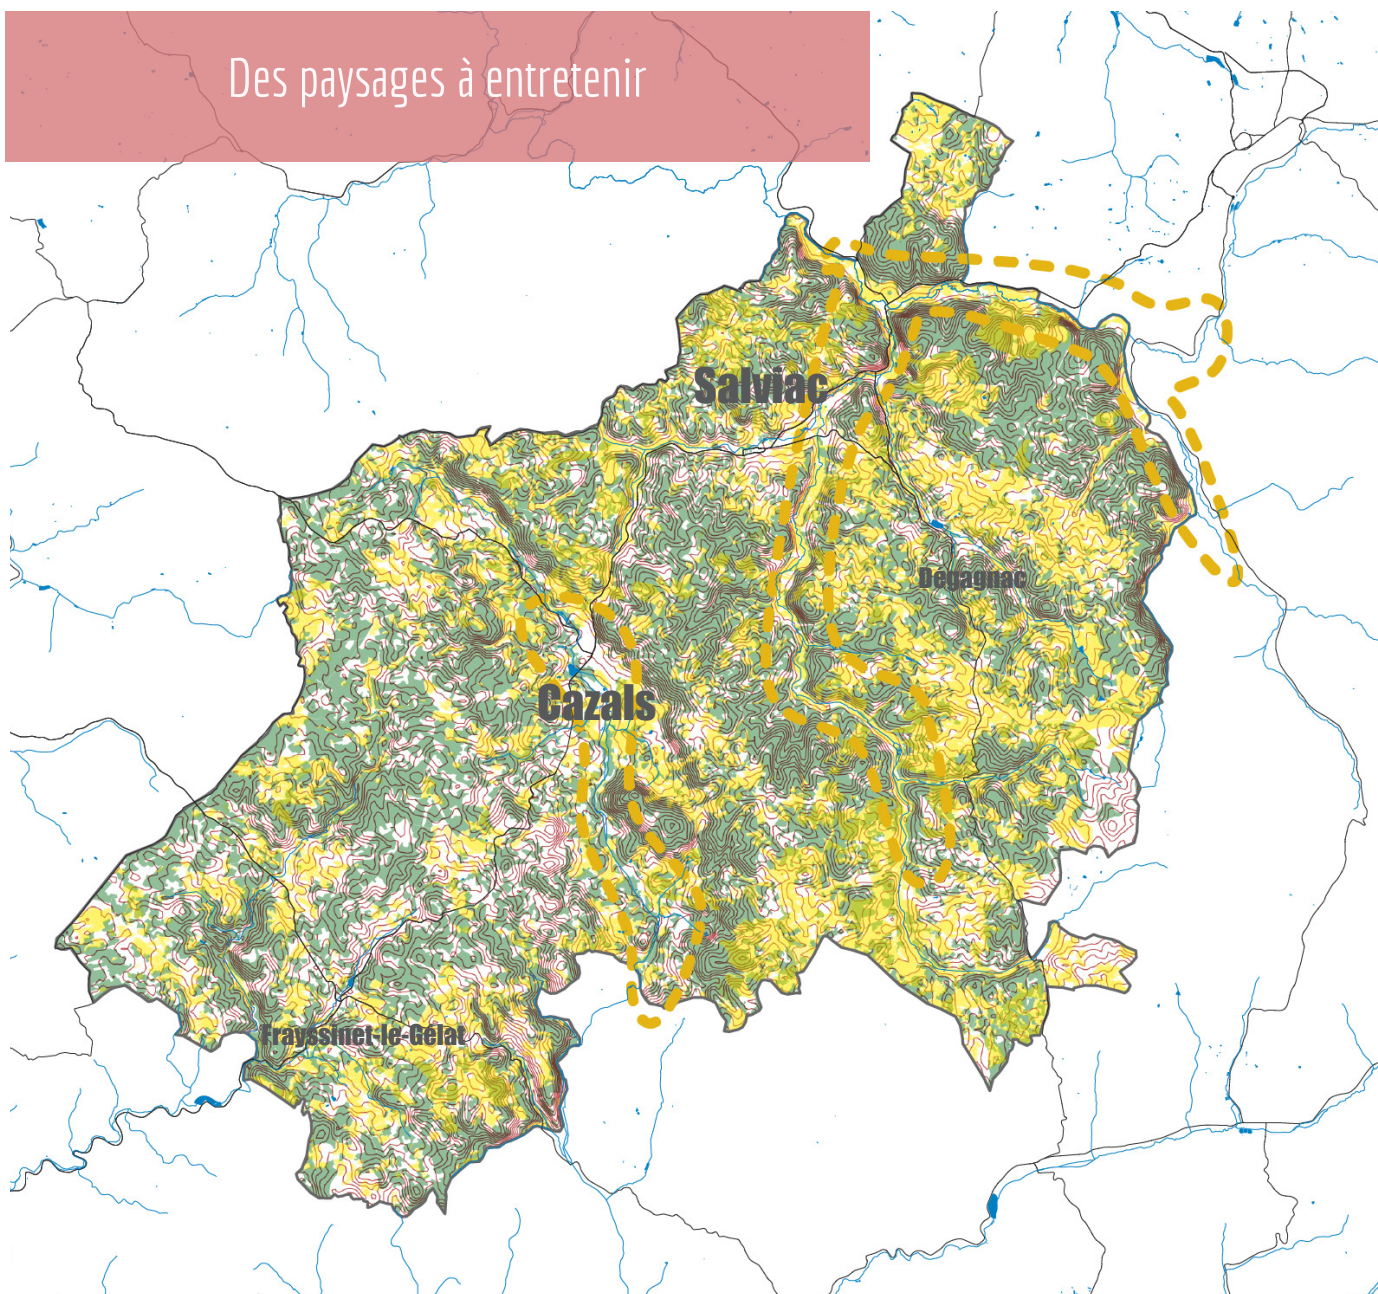 Des paysages à entretenir
Salviac
Dégagnac
Cazals
Frayssinet-le-Gélat